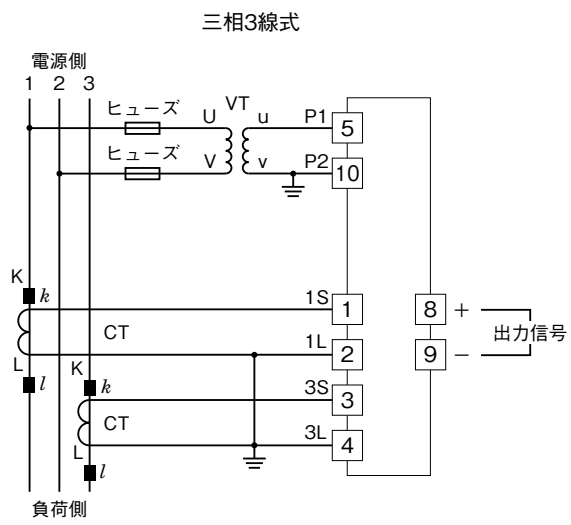 三相3線式
電源側
1 2 3
ヒューズ U VT u P1 5
ヒューズ V v P2 10
K k 1S 1 8 +
CT 出力信号
L l 1L 2 9 −
K k 3S 3
CT
L l 3L 4
負荷側